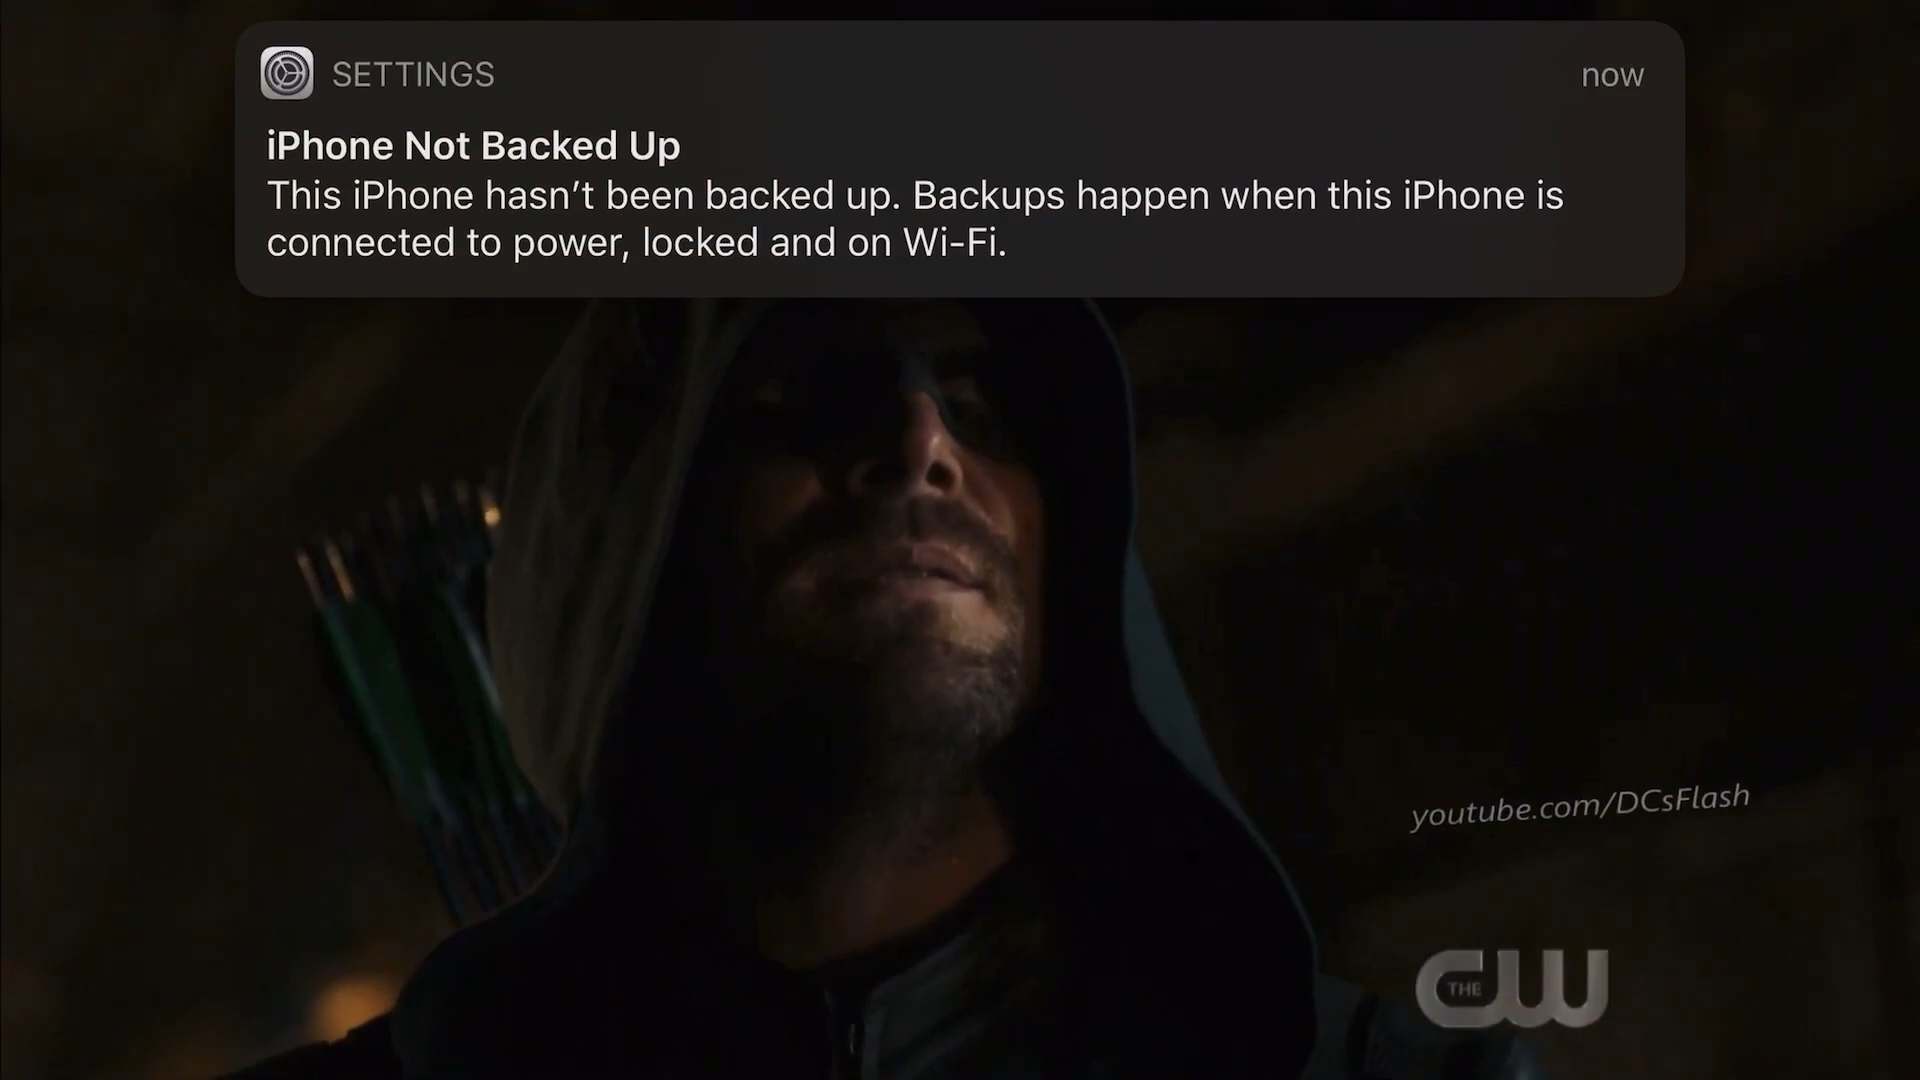 SETTINGS
now
iPhone Not Backed Up
This iPhone hasn’t been backed up. Backups happen when this iPhone is
connected to power, locked and on Wi-Fi.
youtube.com/DCsFlash
THE CW